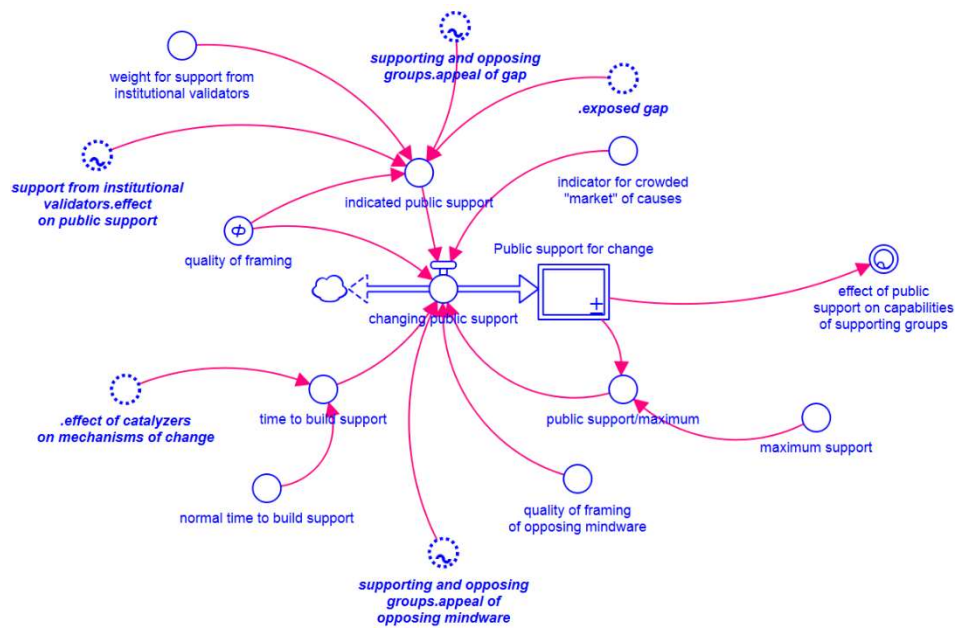 supporting and opposing
groups.appeal of gap
weight for support from
institutional validators
.exposed gap
support from institutional
validators.effect
on public support
indicated public support
indicator for crowded
"market" of causes
quality of framing
Public support for change
changing public support
effect of public
support on capabilities
of supporting groups
.effect of catalyzers
on mechanisms of change
time to build support
public support/maximum
maximum support
normal time to build support
quality of framing
of opposing mindware
supporting and opposing
groups.appeal of
opposing mindware